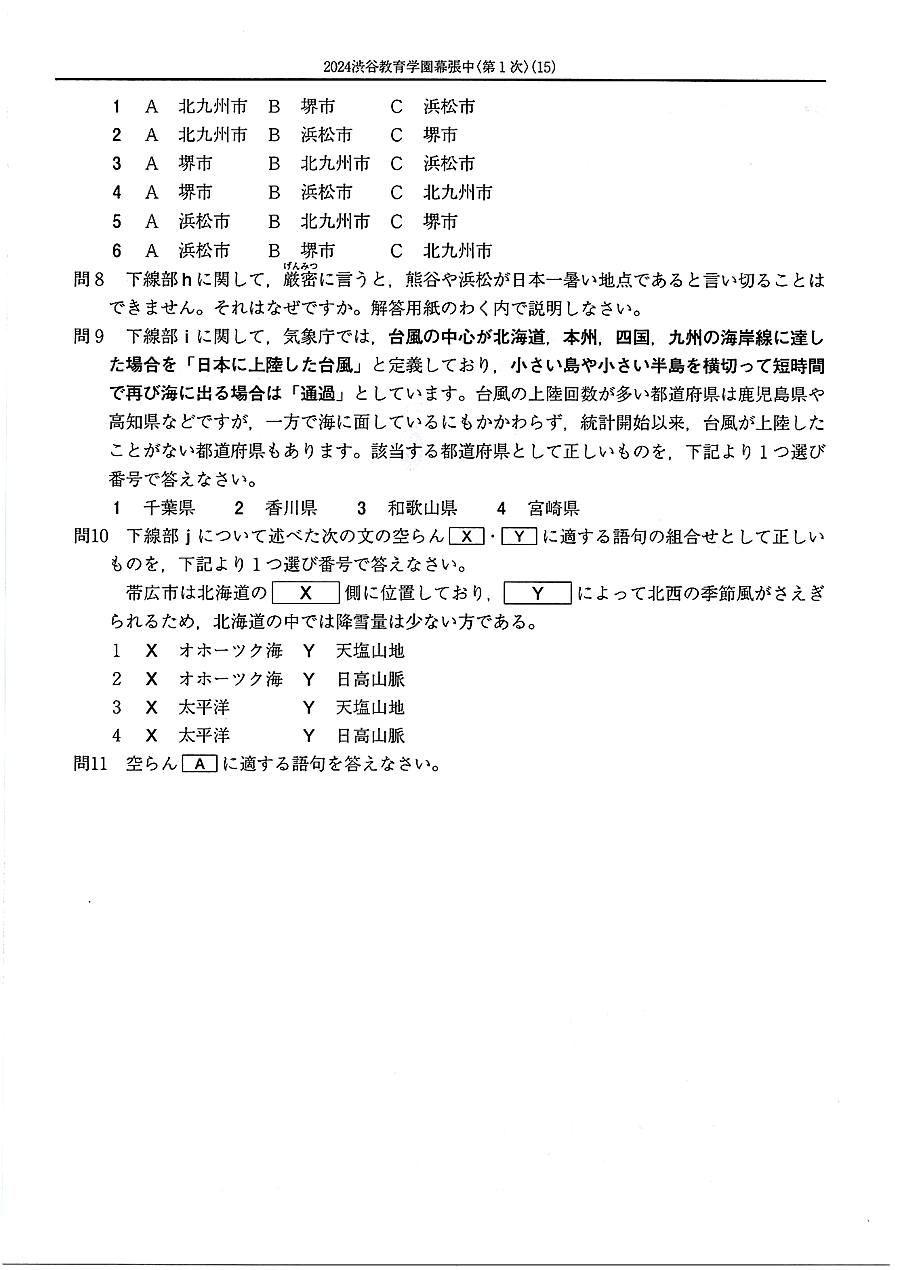 2024渋谷教育学園幕張中〈第1次〉(15)
1 A 北九州市 B 堺市 C 浜松市
2 A 北九州市 B 浜松市 C 堺市
3 A 堺市 B 北九州市 C 浜松市
4 A 堺市 B 浜松市 C 北九州市
5 A 浜松市 B 北九州市 C 堺市
6 A 浜松市 B 堺市 C 北九州市
げんみつ
問8 下線部hに関して，厳密に言うと，熊谷や浜松が日本一暑い地点であると言い切ることは
できません。それはなぜですか。解答用紙のわく内で説明しなさい。
問9 下線部iに関して，気象庁では，台風の中心が北海道，本州，四国，九州の海岸線に達し
た場合を「日本に上陸した台風」と定義しており，小さい島や小さい半島を横切って短時間
で再び海に出る場合は「通過」としています。台風の上陸回数が多い都道府県は鹿児島県や
高知県などですが，一方で海に面しているにもかかわらず，統計開始以来，台風が上陸した
ことがない都道府県もあります。該当する都道府県として正しいものを，下記より1つ選び
番号で答えなさい。
1 千葉県 2 香川県 3 和歌山県 4 宮崎県
問10 下線部jについて述べた次の文の空らん X ・ Y に適する語句の組合せとして正しい
ものを，下記より1つ選び番号で答えなさい。
帯広市は北海道の X 側に位置しており， Y によって北西の季節風がさえぎ
られるため，北海道の中では降雪量は少ない方である。
1 X オホーツク海 Y 天塩山地
2 X オホーツク海 Y 日高山脈
3 X 太平洋 Y 天塩山地
4 X 太平洋 Y 日高山脈
問11 空らん A に適する語句を答えなさい。